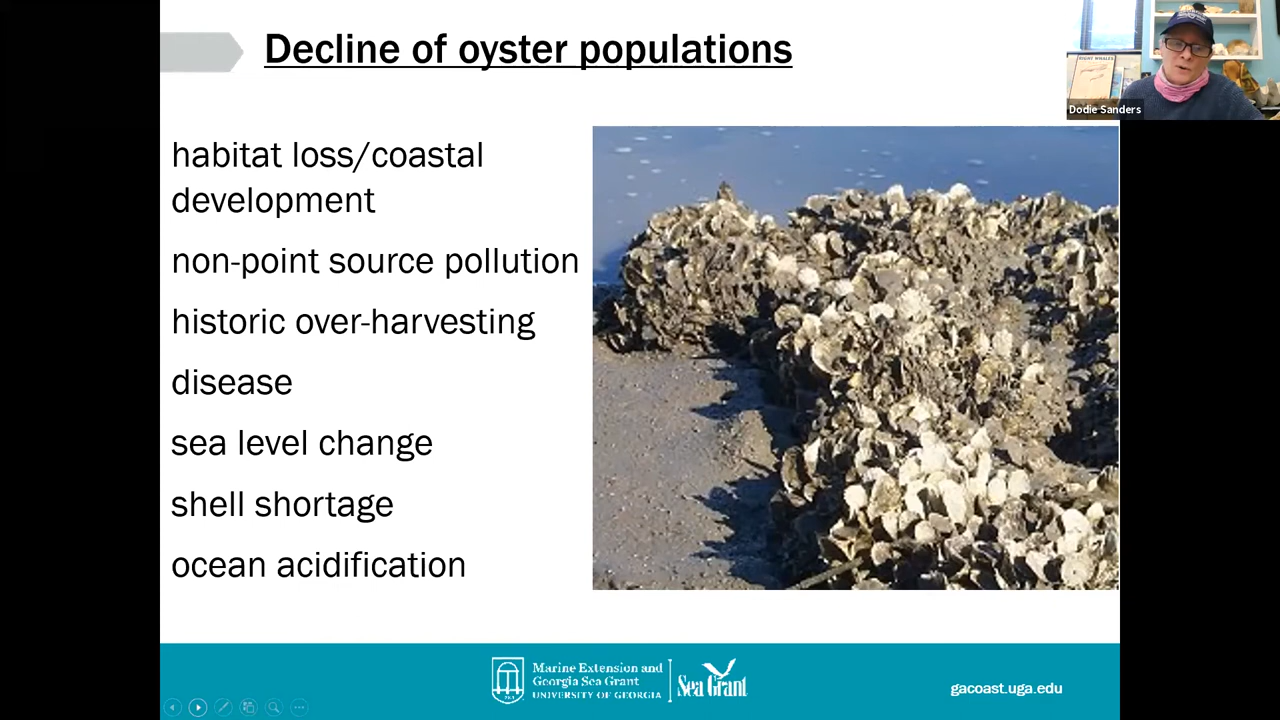 Decline of oyster populations
RIGHT WHALES
Dodie Sanders
habitat loss/coastal
development
non-point source pollution
historic over-harvesting
disease
sea level change
shell shortage
ocean acidification
Marine Extension and
Georgia Sea Grant
UNIVERSITY OF GEORGIA
Sea Grant
gacoast.uga.edu